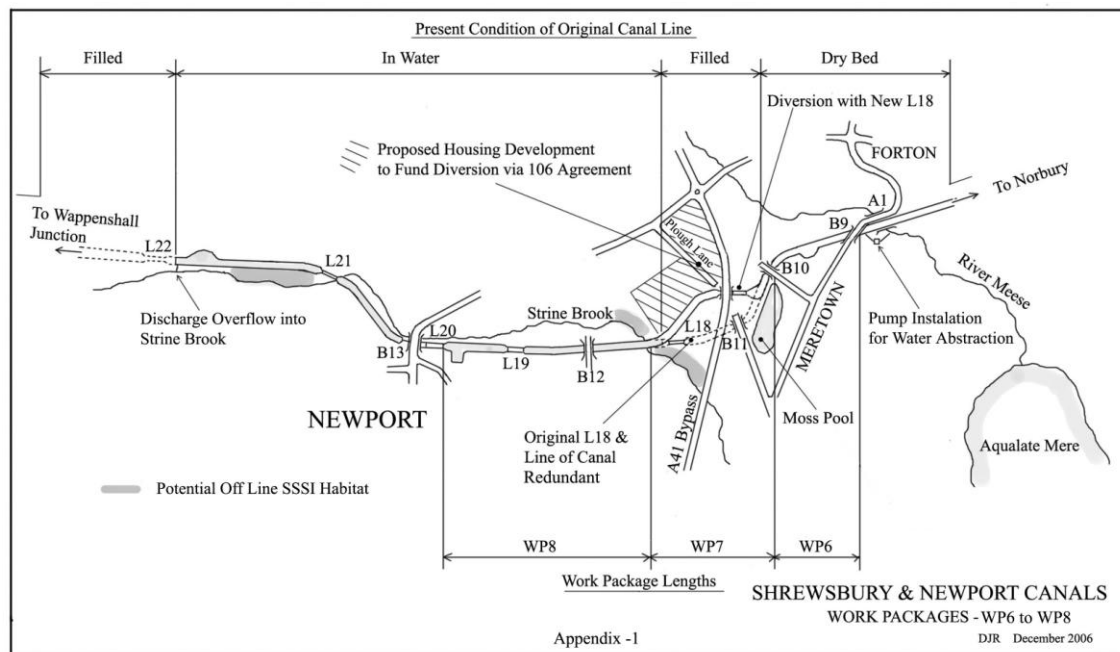 Present Condition of Original Canal Line
Filled
In Water
Filled
Dry Bed
Diversion with New L18
Proposed Housing Development
to Fund Diversion via 106 Agreement
FORTON
To Norbury
A1
B9
To Wappenshall
Junction
L22
L21
Plough Lane
B10
River Meese
Discharge Overflow into
Strine Brook
Strine Brook
L18
B11
MERETOWN
Pump Instalation
for Water Abstraction
B13
L20
L19
B12
NEWPORT
A41 Bypass
Moss Pool
Original L18 &
Line of Canal
Redundant
Aqualate Mere
Potential Off Line SSSI Habitat
WP8
WP7
WP6
Work Package Lengths
SHREWSBURY & NEWPORT CANALS
WORK PACKAGES - WP6 to WP8
Appendix -1
DJR December 2006